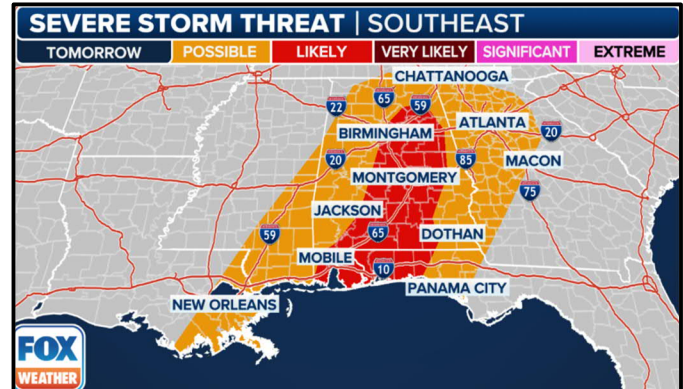 SEVERE STORM THREAT | SOUTHEAST
TOMORROW POSSIBLE LIKELY VERY LIKELY SIGNIFICANT EXTREME
CHATTANOOGA
65
22
59
ATLANTA
BIRMINGHAM
20
20
85
MACON
MONTGOMERY
75
JACKSON
59
65
DOTHAN
MOBILE
10
PANAMA CITY
NEW ORLEANS
FOX
WEATHER